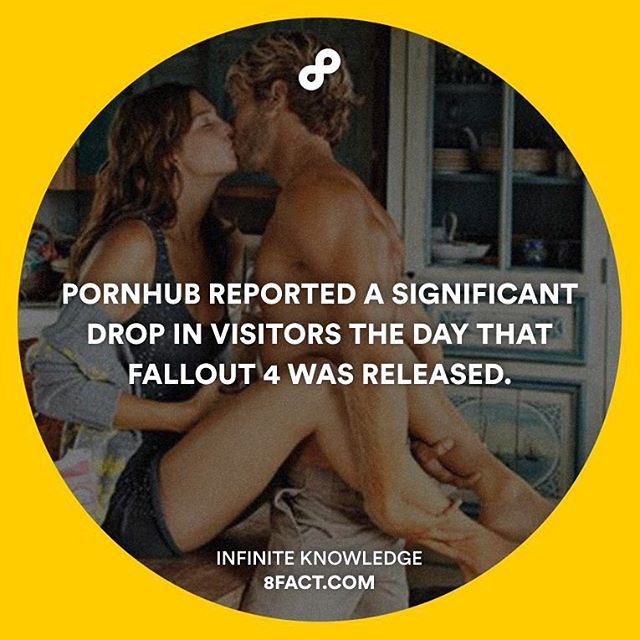 PORNHUB REPORTED A SIGNIFICANT
DROP IN VISITORS THE DAY THAT
FALLOUT 4 WAS RELEASED.
INFINITE KNOWLEDGE
8FACT.COM